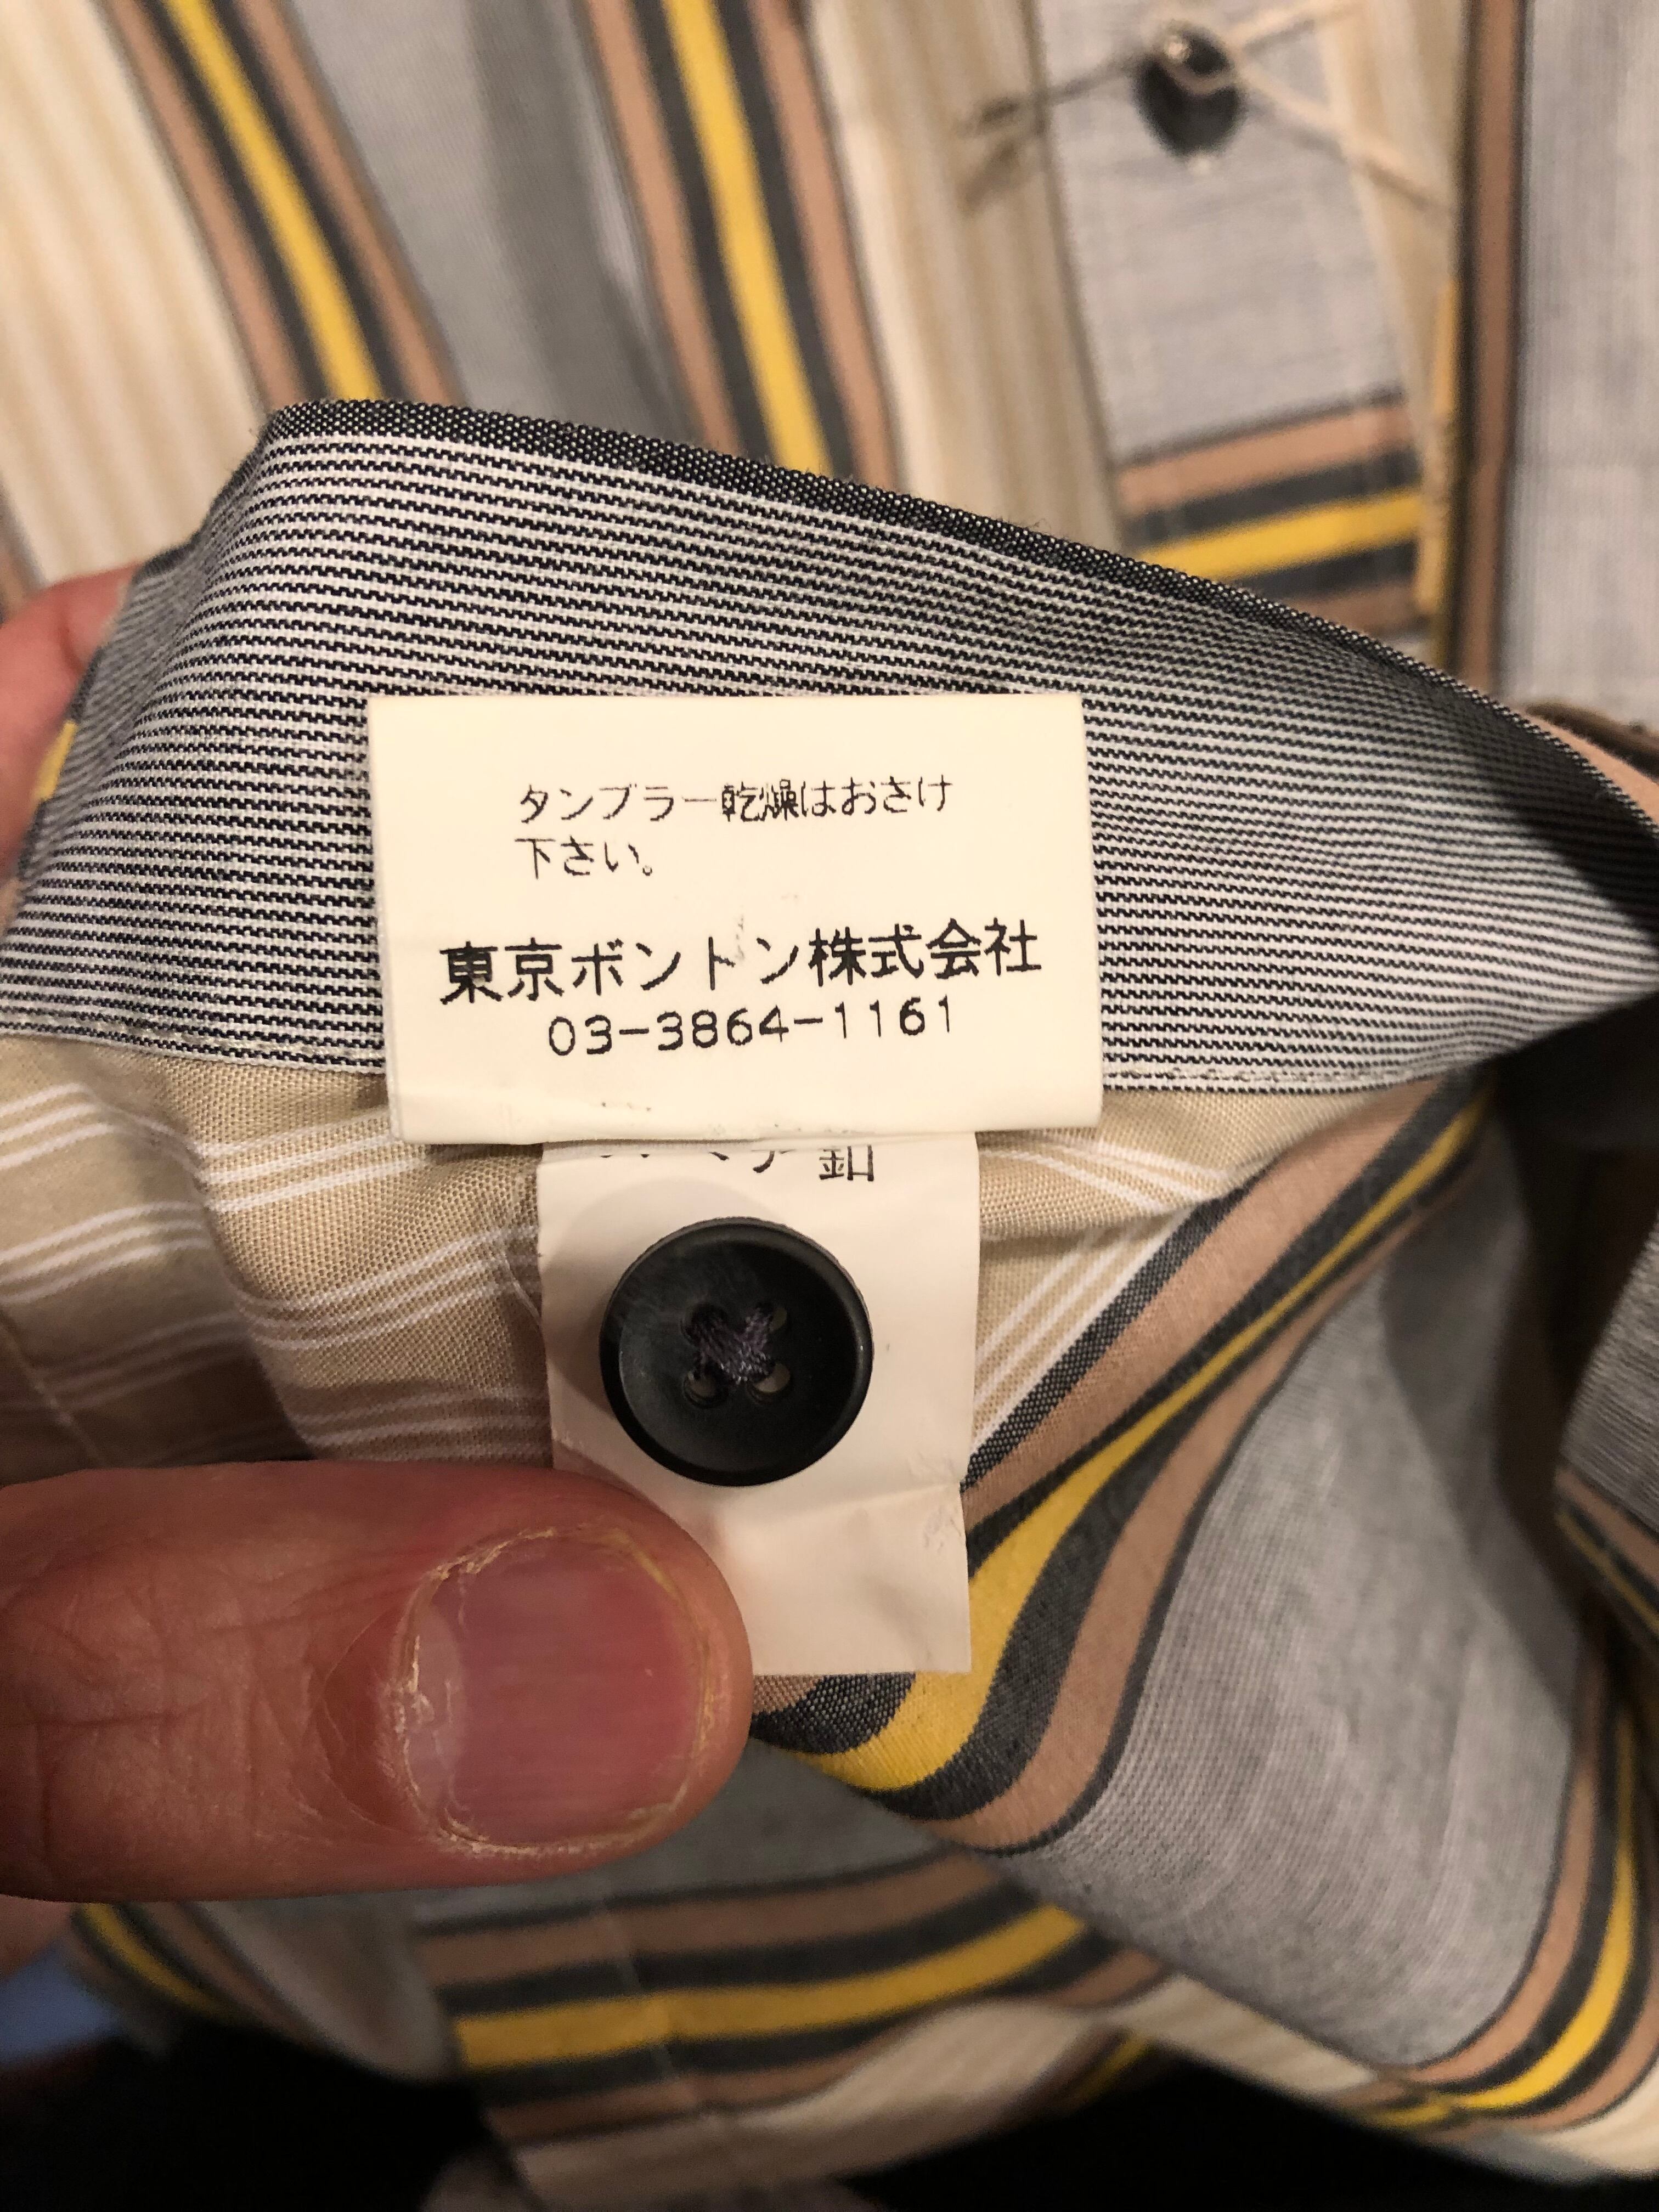 タンブラー乾燥はおさけ
下さい。
東京ボントン株式会社
03-3864-1161
釦